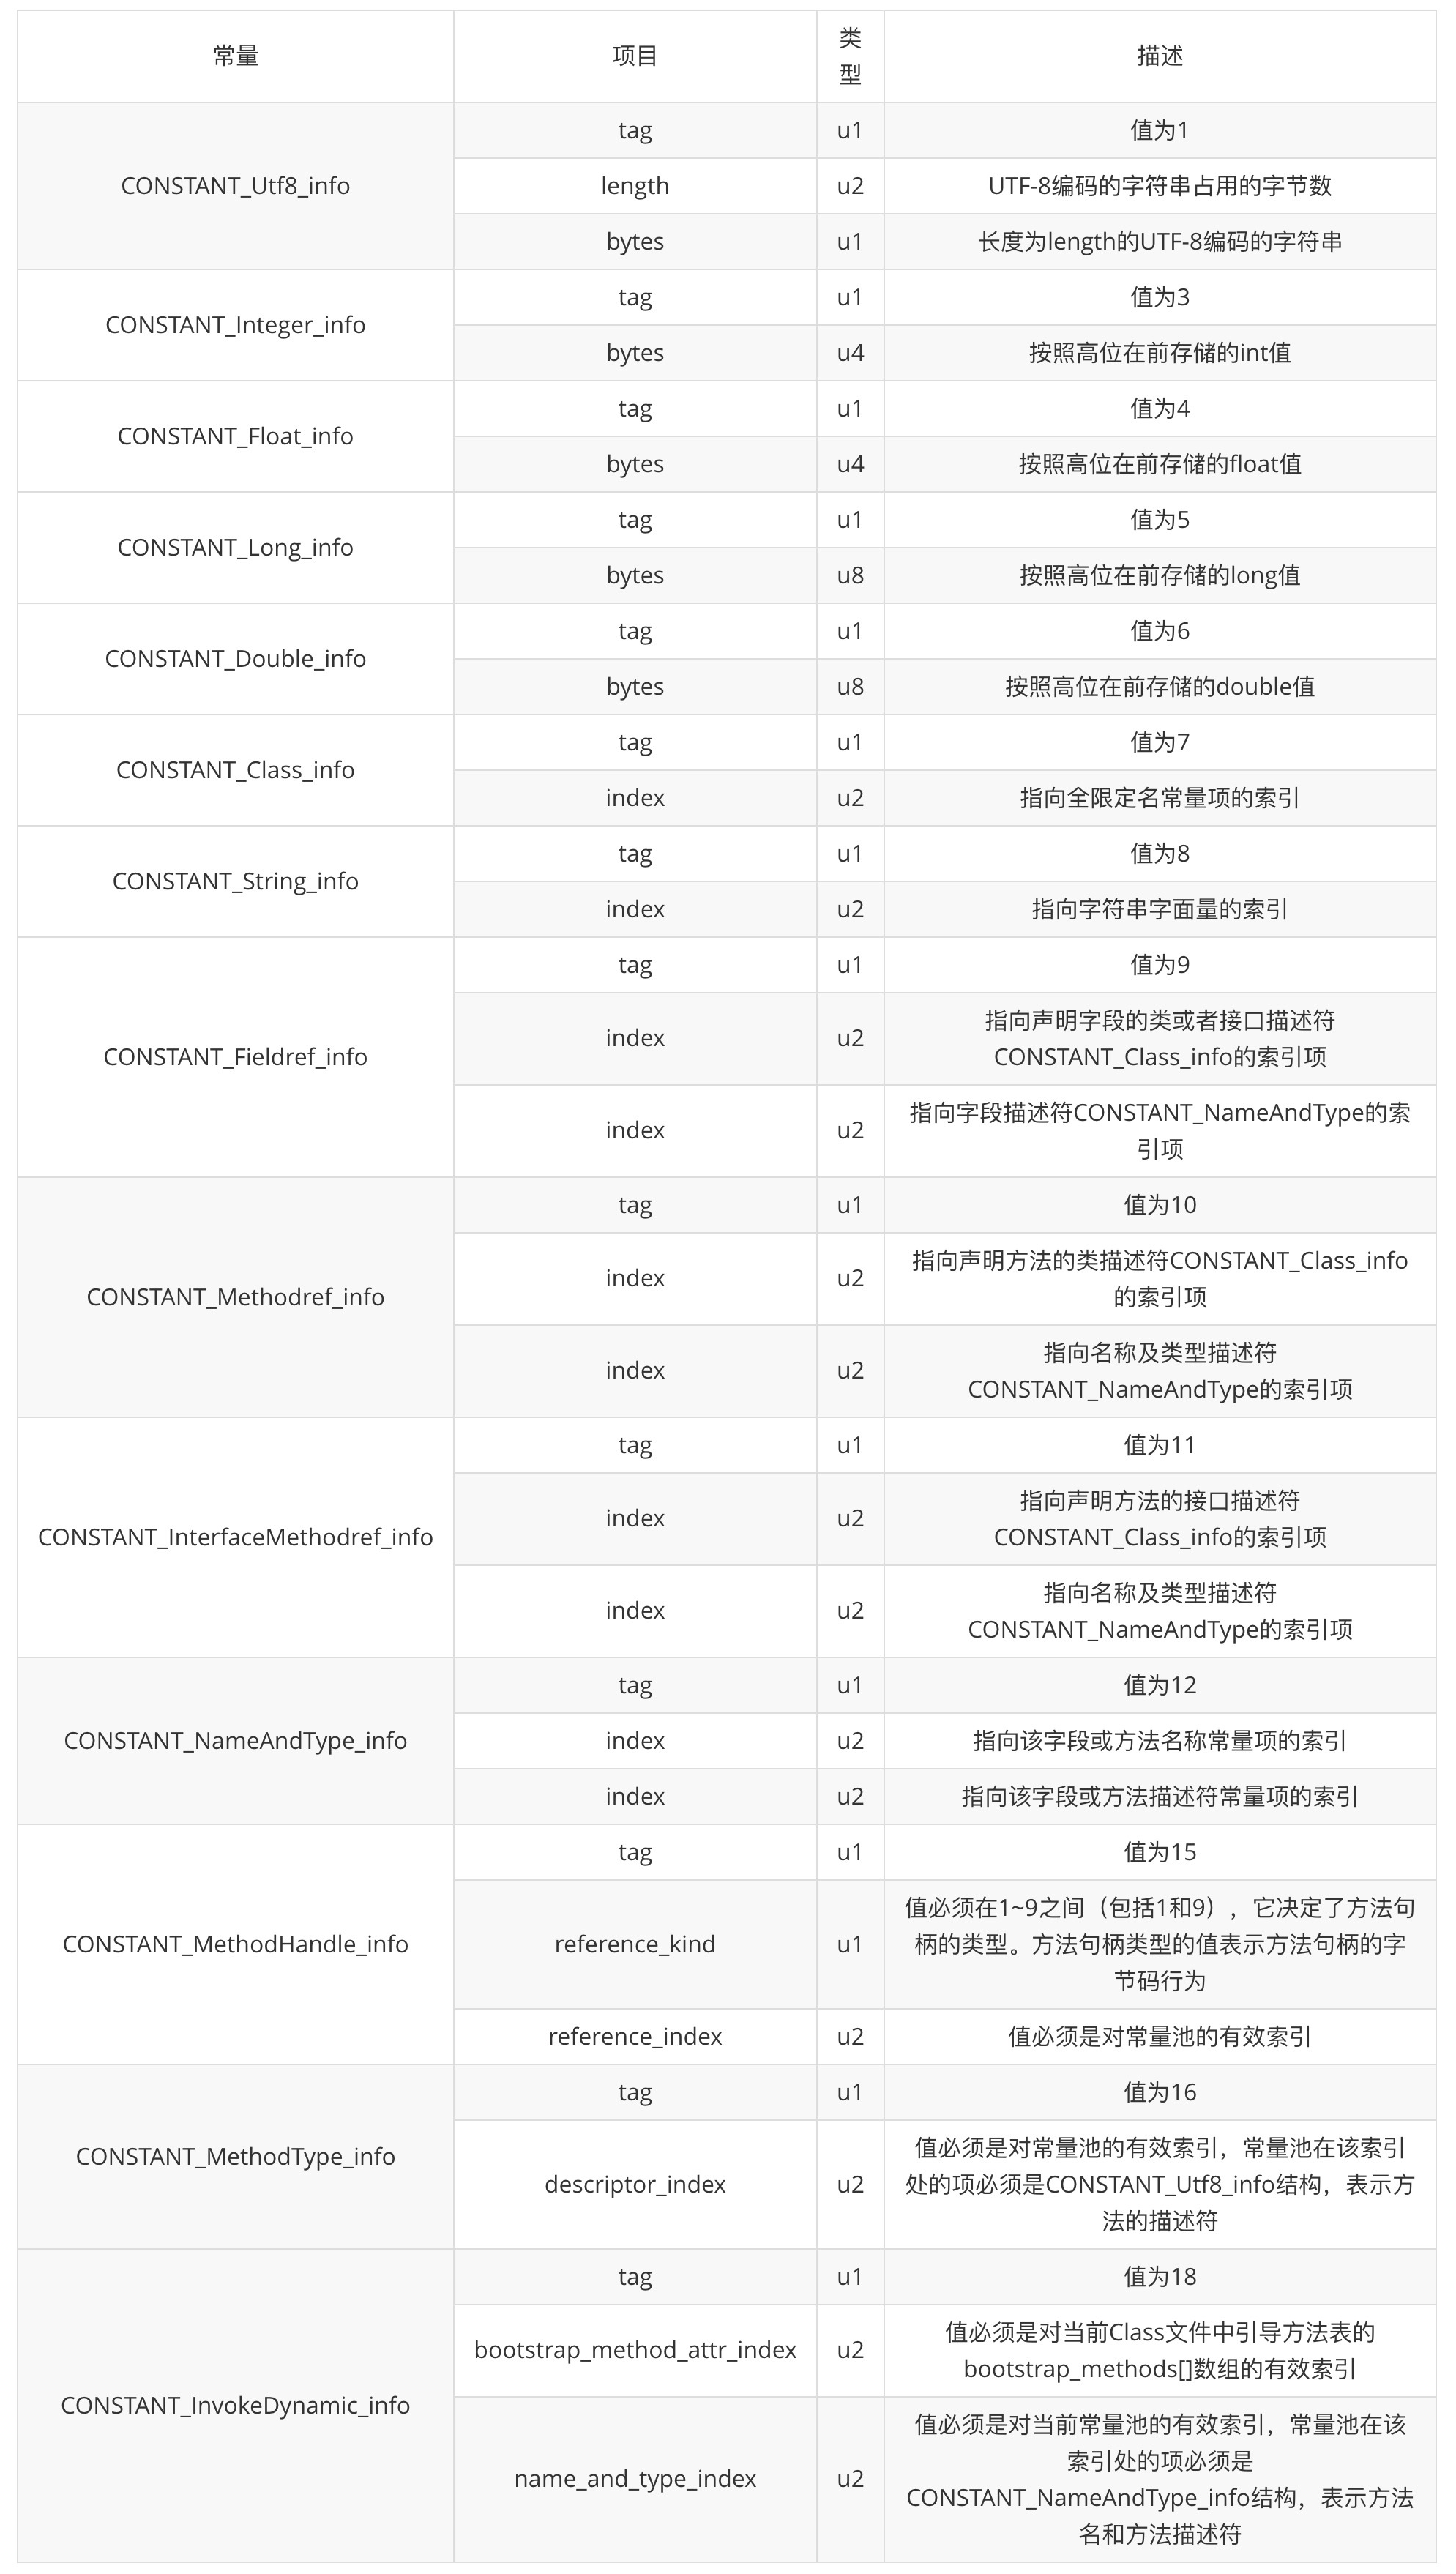 常量 项目 类型 描述
CONSTANT_Utf8_info
tag u1 值为1
length u2 UTF-8编码的字符串占用的字节数
bytes u1 长度为length的UTF-8编码的字符串
CONSTANT_Integer_info
tag u1 值为3
bytes u4 按照高位在前存储的int值
CONSTANT_Float_info
tag u1 值为4
bytes u4 按照高位在前存储的float值
CONSTANT_Long_info
tag u1 值为5
bytes u8 按照高位在前存储的long值
CONSTANT_Double_info
tag u1 值为6
bytes u8 按照高位在前存储的double值
CONSTANT_Class_info
tag u1 值为7
index u2 指向全限定名常量项的索引
CONSTANT_String_info
tag u1 值为8
index u2 指向字符串字面量的索引
CONSTANT_Fieldref_info
tag u1 值为9
index u2 指向声明字段的类或者接口描述符
CONSTANT_Class_info的索引项
index u2 指向字段描述符CONSTANT_NameAndType的索
引项
CONSTANT_Methodref_info
tag u1 值为10
index u2 指向声明方法的类描述符CONSTANT_Class_info
的索引项
index u2 指向名称及类型描述符
CONSTANT_NameAndType的索引项
CONSTANT_InterfaceMethodref_info
tag u1 值为11
index u2 指向声明方法的接口描述符
CONSTANT_Class_info的索引项
index u2 指向名称及类型描述符
CONSTANT_NameAndType的索引项
CONSTANT_NameAndType_info
tag u1 值为12
index u2 指向该字段或方法名称常量项的索引
index u2 指向该字段或方法描述符常量项的索引
CONSTANT_MethodHandle_info
tag u1 值为15
reference_kind u1 值必须在1~9之间（包括1和9），它决定了方法句
柄的类型。方法句柄类型的值表示方法句柄的字
节码行为
reference_index u2 值必须是对常量池的有效索引
CONSTANT_MethodType_info
tag u1 值为16
descriptor_index u2 值必须是对常量池的有效索引，常量池在该索引
处的项必须是CONSTANT_Utf8_info结构，表示方
法的描述符
CONSTANT_InvokeDynamic_info
tag u1 值为18
bootstrap_method_attr_index u2 值必须是对当前Class文件中引导方法表的
bootstrap_methods[]数组的有效索引
name_and_type_index u2 值必须是对当前常量池的有效索引，常量池在该
索引处的项必须是
CONSTANT_NameAndType_info结构，表示方法
名和方法描述符